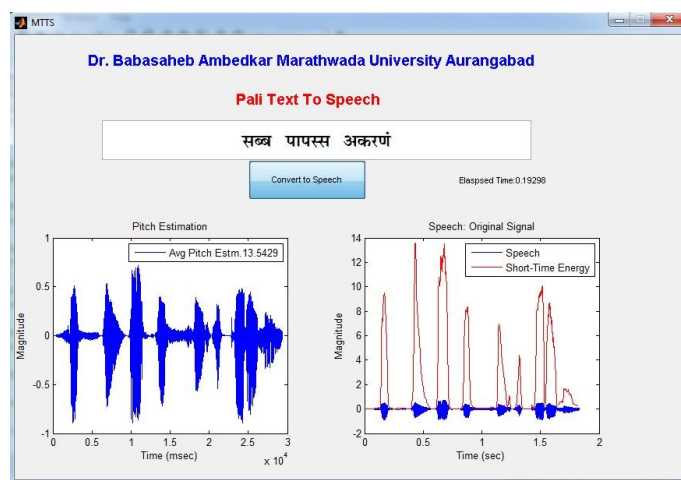 MTTS
Dr. Babasaheb Ambedkar Marathwada University Aurangabad
Pali Text To Speech
सब्ब पापस्स अकरणं
Convert to Speech
Elaspsed Time:0.19298
Pitch Estimation
Avg Pitch Estm.13.5429
Magnitude
1
0.5
0
-0.5
-1
0 0.5 1 1.5 2 2.5 3
Time (msec)
x 10^4
Speech: Original Signal
Speech
Short-Time Energy
Magnitude
14
12
10
8
6
4
2
0
-2
0 0.5 1 1.5 2
Time (sec)